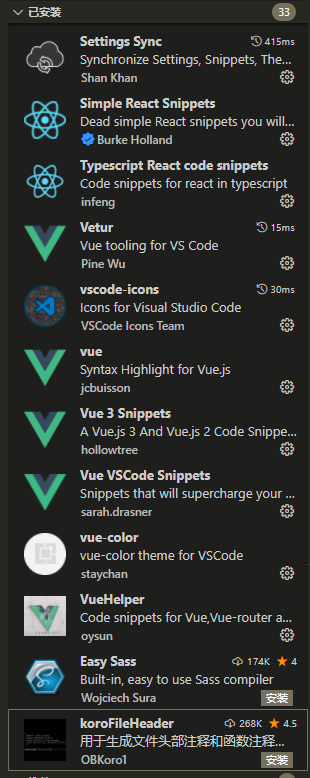 已安装 33
Settings Sync 415ms
Synchronize Settings, Snippets, The...
Shan Khan
Simple React Snippets
Dead simple React snippets you will...
Burke Holland
Typescript React code snippets
Code snippets for react in typescript
infeng
Vetur 15ms
Vue tooling for VS Code
Pine Wu
vscode-icons 30ms
Icons for Visual Studio Code
VSCode Icons Team
vue
Syntax Highlight for Vue.js
jcbuisson
Vue 3 Snippets
A Vue.js 3 And Vue.js 2 Code Snippe...
hollowtree
Vue VSCode Snippets
Snippets that will supercharge your ...
sarah.drasner
vue-color
vue-color theme for VSCode
staychan
VueHelper
Code snippets for Vue,Vue-router a...
oysun
Easy Sass 174K 4
Built-in, easy to use Sass compiler
Wojciech Sura 安装
koroFileHeader 268K 4.5
用于生成文件头部注释和函数注释...
OBKoro1 安装